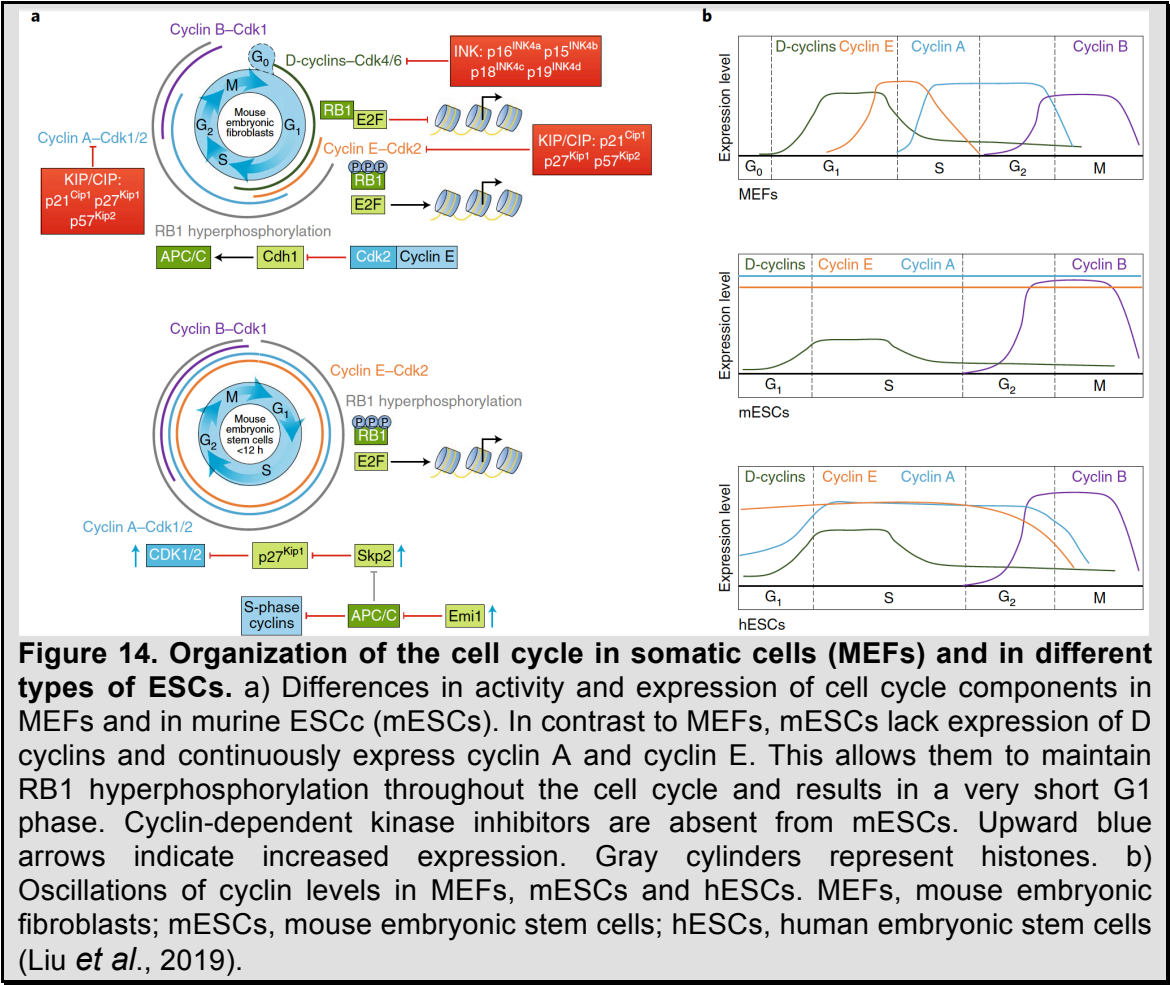 a
Cyclin B–Cdk1
G0
D-cyclins–Cdk4/6
INK: p16INK4a p15INK4b
p18INK4c p19INK4d
M
G1
S
G2
Mouse
embryonic
fibroblasts
RB1
E2F
Cyclin A–Cdk1/2
KIP/CIP:
p21Cip1 p27Kip1
p57Kip2
Cyclin E–Cdk2
KIP/CIP: p21Cip1
p27Kip1 p57Kip2
P P P
RB1
E2F
RB1 hyperphosphorylation
APC/C
Cdh1
Cdk2
Cyclin E
Cyclin B–Cdk1
Cyclin E–Cdk2
RB1 hyperphosphorylation
M
G1
G2
S
Mouse
embryonic
stem cells
<12 h
P P P
RB1
E2F
Cyclin A–Cdk1/2
CDK1/2
p27Kip1
Skp2
S-phase
cyclins
APC/C
Emi1
b
Expression level
D-cyclins Cyclin E Cyclin A Cyclin B
G0 G1 S G2 M
MEFs
Expression level
D-cyclins Cyclin E Cyclin A Cyclin B
G1 S G2 M
mESCs
Expression level
D-cyclins Cyclin E Cyclin A Cyclin B
G1 S G2 M
hESCs
Figure 14. Organization of the cell cycle in somatic cells (MEFs) and in different
types of ESCs. a) Differences in activity and expression of cell cycle components in
MEFs and in murine ESCc (mESCs). In contrast to MEFs, mESCs lack expression of D
cyclins and continuously express cyclin A and cyclin E. This allows them to maintain
RB1 hyperphosphorylation throughout the cell cycle and results in a very short G1
phase. Cyclin-dependent kinase inhibitors are absent from mESCs. Upward blue
arrows indicate increased expression. Gray cylinders represent histones. b)
Oscillations of cyclin levels in MEFs, mESCs and hESCs. MEFs, mouse embryonic
fibroblasts; mESCs, mouse embryonic stem cells; hESCs, human embryonic stem cells
(Liu et al., 2019).